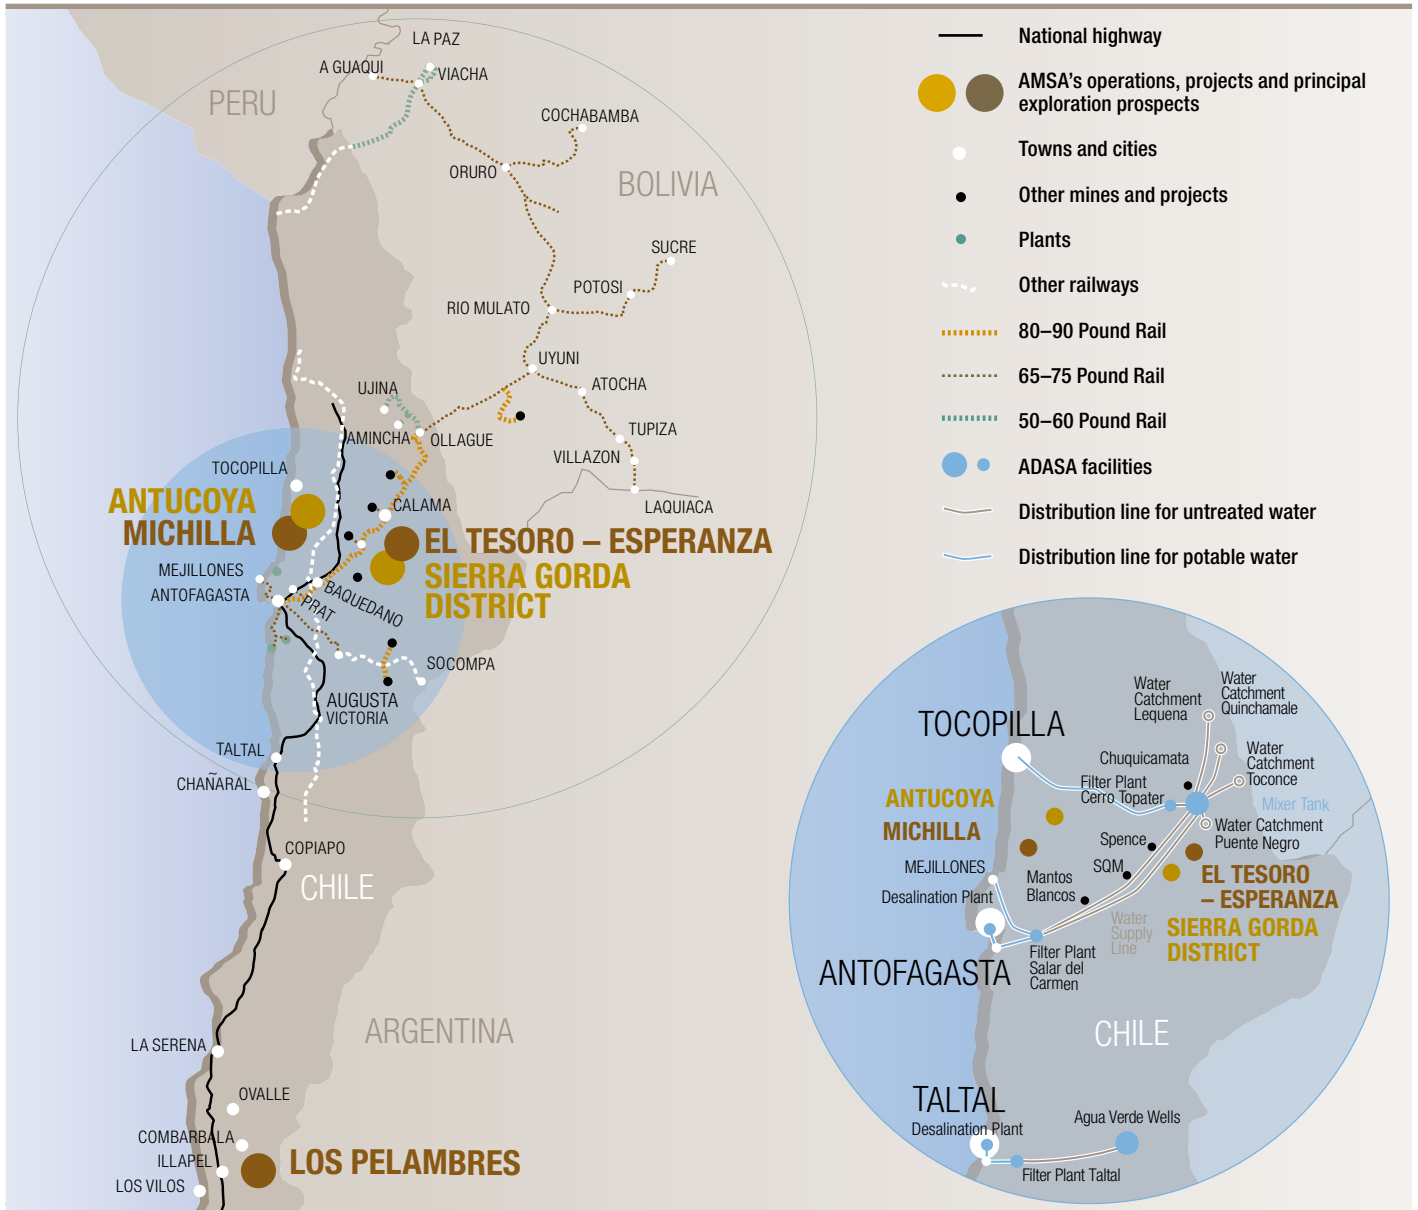 LA PAZ
A GUAQUI
VIACHA
PERU
COCHABAMBA
ORURO
BOLIVIA
SUCRE
POTOSI
RIO MULATO
UYUNI
ATOCHA
UJINA
AMINCHA
OLLAGUE
TUPIZA
VILLAZON
LAQUIACA
TOCOPILLA
CALAMA
ANTUCOYA
MICHILLA
EL TESORO – ESPERANZA
SIERRA GORDA
DISTRICT
MEJILLONES
ANTOFAGASTA
PRAT
BAQUEDANO
SOCOMPA
AUGUSTA
VICTORIA
TALTAL
CHAÑARAL
COPIAPO
CHILE
ARGENTINA
LA SERENA
OVALLE
COMBARBALA
ILLAPEL
LOS VILOS
LOS PELAMBRES
National highway
AMSA's operations, projects and principal
exploration prospects
Towns and cities
Other mines and projects
Plants
Other railways
80–90 Pound Rail
65–75 Pound Rail
50–60 Pound Rail
ADASA facilities
Distribution line for untreated water
Distribution line for potable water
Water
Catchment
Lequena
Water
Catchment
Quinchamale
TOCOPILLA
Chuquicamata
Water
Catchment
Toconce
Filter Plant
Cerro Topater
Mixer Tank
ANTUCOYA
MICHILLA
Water Catchment
Puente Negro
Spence
SQM
MEJILLONES
Mantos
Blancos
EL TESORO
– ESPERANZA
Desalination Plant
Water
Supply
Line
SIERRA GORDA
DISTRICT
ANTOFAGASTA
Filter Plant
Salar del
Carmen
CHILE
TALTAL
Desalination Plant
Agua Verde Wells
Filter Plant Taltal